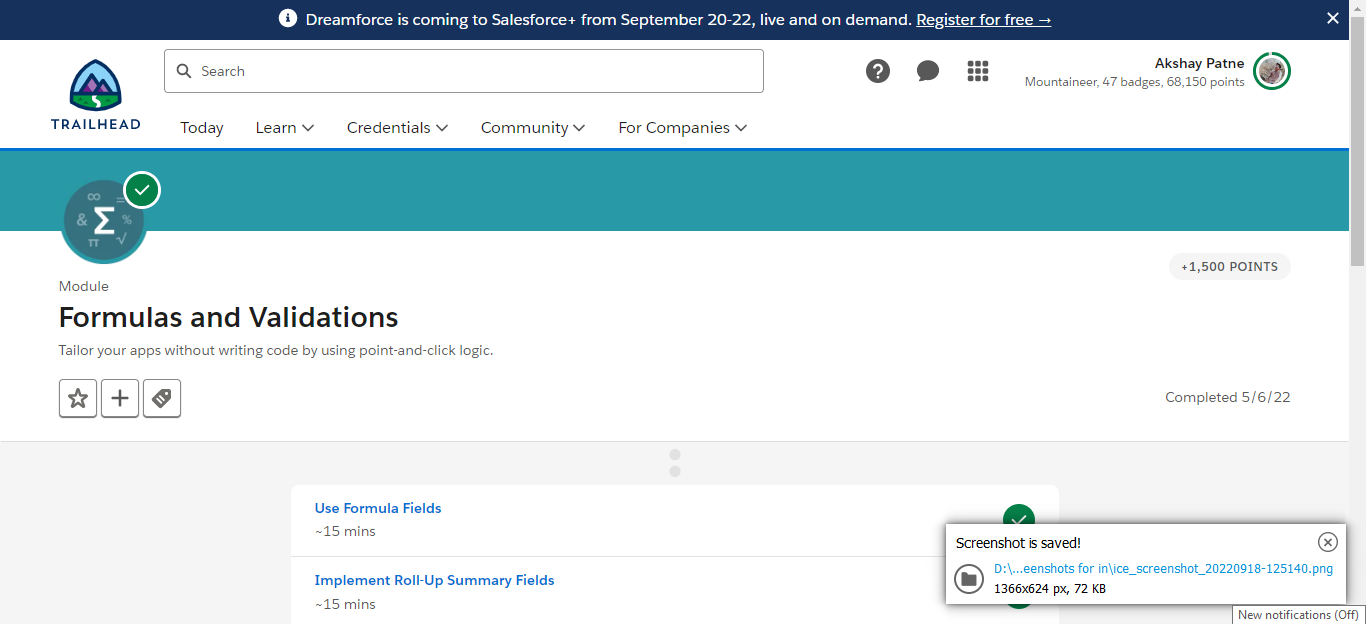 Dreamforce is coming to Salesforce+ from September 20-22, live and on demand. Register for free →
Search
Akshay Patne
Mountaineer, 47 badges, 68,150 points
TRAILHEAD
Today Learn Credentials Community For Companies
∞ =
& Σ %
π √
+1,500 POINTS
Module
Formulas and Validations
Tailor your apps without writing code by using point-and-click logic.
Completed 5/6/22
Use Formula Fields
~15 mins
Implement Roll-Up Summary Fields
~15 mins
Screenshot is saved!
D:\...eenshots for in\ice_screenshot_20220918-125140.png
1366x624 px, 72 KB
New notifications (Off)